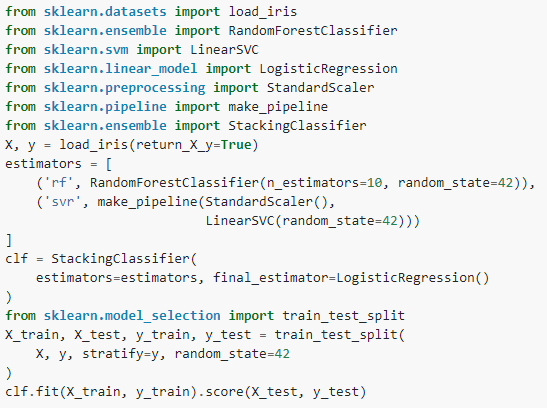 from sklearn.datasets import load_iris
from sklearn.ensemble import RandomForestClassifier
from sklearn.svm import LinearSVC
from sklearn.linear_model import LogisticRegression
from sklearn.preprocessing import StandardScaler
from sklearn.pipeline import make_pipeline
from sklearn.ensemble import StackingClassifier
X, y = load_iris(return_X_y=True)
estimators = [
    ('rf', RandomForestClassifier(n_estimators=10, random_state=42)),
    ('svr', make_pipeline(StandardScaler(),
                          LinearSVC(random_state=42)))
]
clf = StackingClassifier(
    estimators=estimators, final_estimator=LogisticRegression()
)
from sklearn.model_selection import train_test_split
X_train, X_test, y_train, y_test = train_test_split(
    X, y, stratify=y, random_state=42
)
clf.fit(X_train, y_train).score(X_test, y_test)